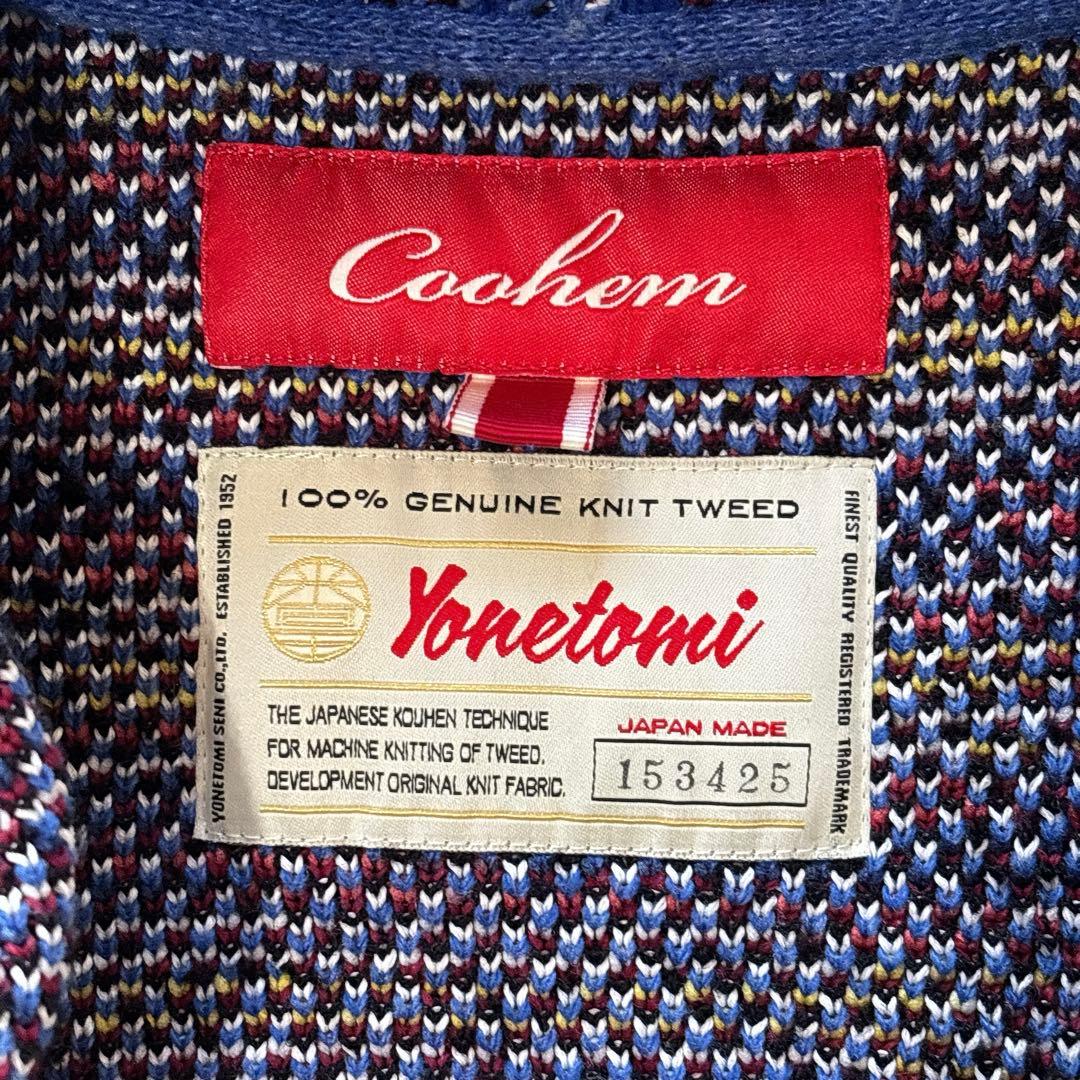 Coohem
100% GENUINE KNIT TWEED
YONETOMI SENI CO.,LTD. ESTABLISHED 1952
Yonetomi
FINEST QUALITY REGISTERED TRADEMARK
THE JAPANESE KOUHEN TECHNIQUE
FOR MACHINE KNITTING OF TWEED.
DEVELOPMENT ORIGINAL KNIT FABRIC.
JAPAN MADE
153425